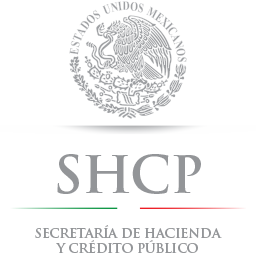 ESTADOS UNIDOS MEXICANOS
SHCP
SECRETARÍA DE HACIENDA
Y CRÉDITO PÚBLICO